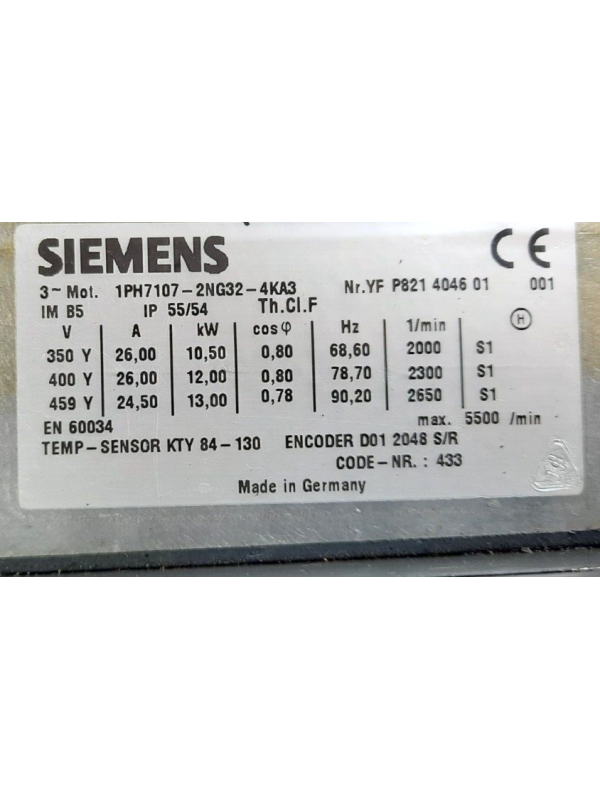 SIEMENS CE
3~ Mot. 1PH7107-2NG32-4KA3 Nr.YF P821 4046 01 001
IM B5 IP 55/54 Th.Cl.F
V A kW cosφ Hz 1/min H
350 Y 26,00 10,50 0,80 68,60 2000 S1
400 Y 26,00 12,00 0,80 78,70 2300 S1
459 Y 24,50 13,00 0,78 90,20 2650 S1
EN 60034 max. 5500 /min
TEMP-SENSOR KTY 84-130 ENCODER D01 2048 S/R
CODE-NR. : 433
Made in Germany